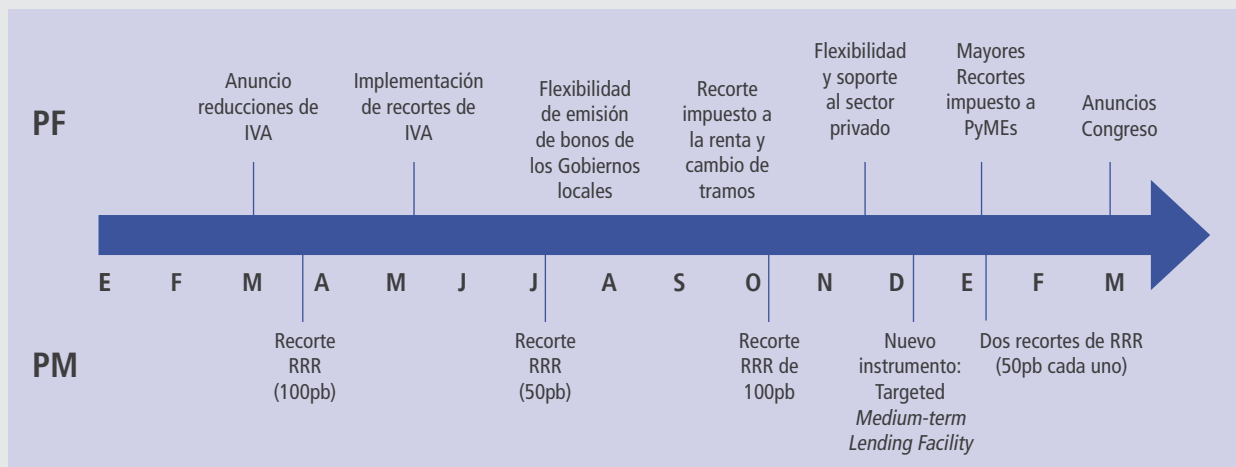 PF
Anuncio
reducciones de
IVA
Implementación
de recortes de
IVA
Flexibilidad
de emisión
de bonos de
los Gobiernos
locales
Recorte
impuesto a
la renta y
cambio de
tramos
Flexibilidad
y soporte
al sector
privado
Mayores
Recortes
impuesto a
PyMEs
Anuncios
Congreso
E F M A M J J A S O N D E F M
PM
Recorte
RRR
(100pb)
Recorte
RRR
(50pb)
Recorte
RRR de
100pb
Nuevo
instrumento:
Targeted
Medium-term
Lending Facility
Dos recortes de RRR
(50pb cada uno)